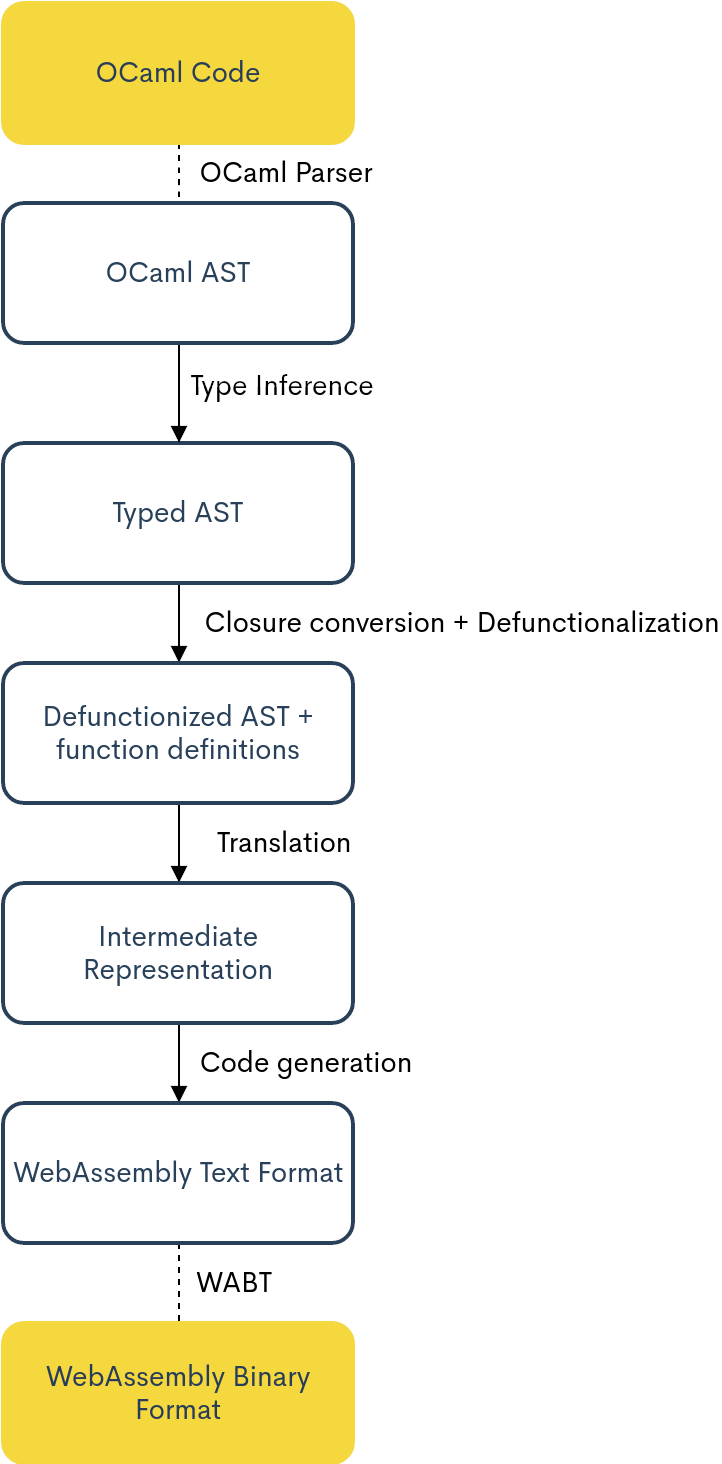 OCaml Code
OCaml Parser
OCaml AST
Type Inference
Typed AST
Closure conversion + Defunctionalization
Defunctionized AST +
function definitions
Translation
Intermediate
Representation
Code generation
WebAssembly Text Format
WABT
WebAssembly Binary
Format